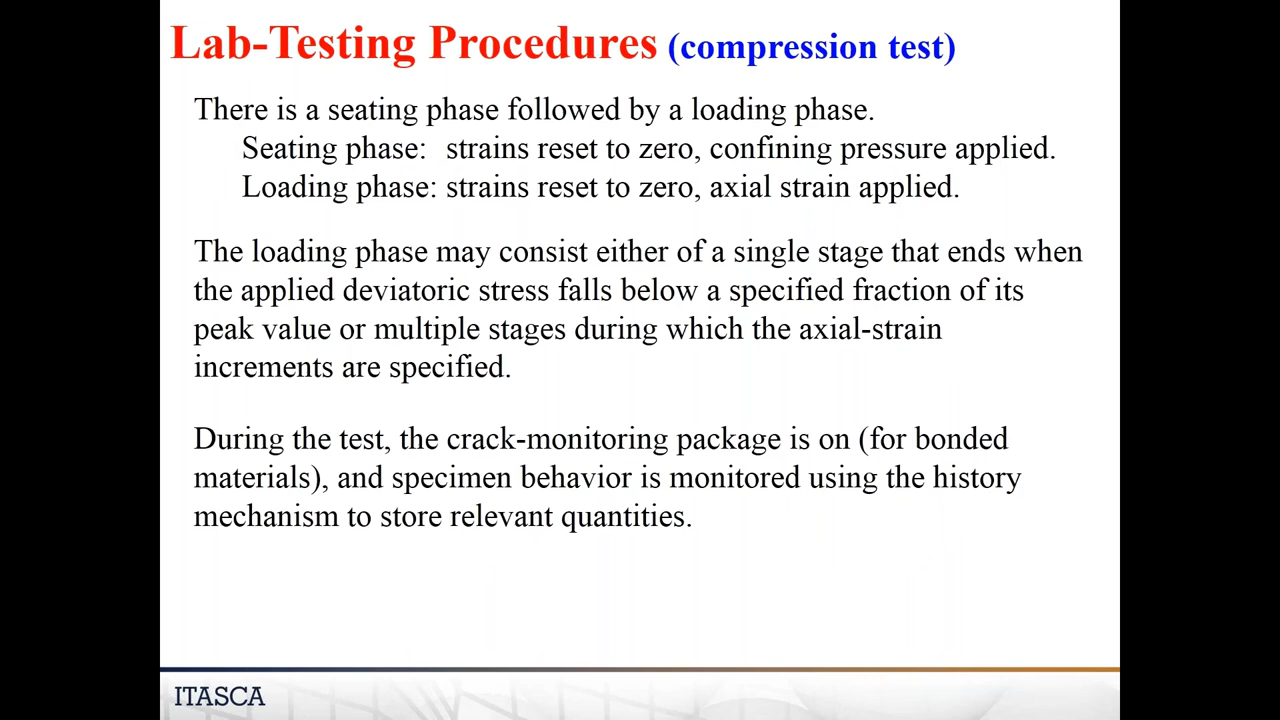 Lab-Testing Procedures (compression test)
There is a seating phase followed by a loading phase.
Seating phase: strains reset to zero, confining pressure applied.
Loading phase: strains reset to zero, axial strain applied.
The loading phase may consist either of a single stage that ends when
the applied deviatoric stress falls below a specified fraction of its
peak value or multiple stages during which the axial-strain
increments are specified.
During the test, the crack-monitoring package is on (for bonded
materials), and specimen behavior is monitored using the history
mechanism to store relevant quantities.
ITASCA